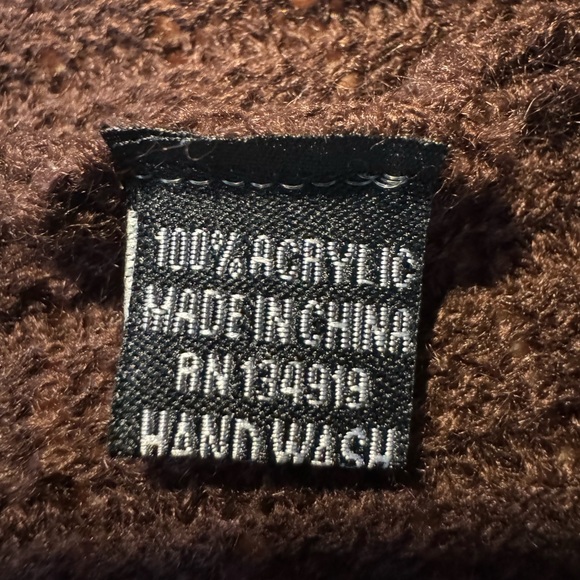 100% ACRYLIC
MADE IN CHINA
RN 134919
HAND WASH